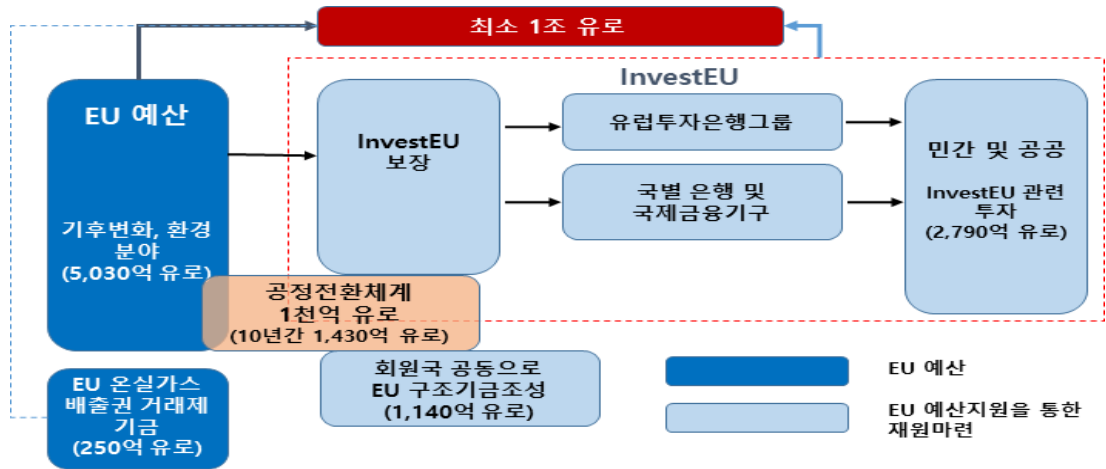 최소 1조 유로
InvestEU
EU 예산
기후변화, 환경
분야
(5,030억 유로)
InvestEU
보장
유럽투자은행그룹
국별 은행 및
국제금융기구
민간 및 공공
InvestEU 관련
투자
(2,790억 유로)
공정전환체계
1천억 유로
(10년간 1,430억 유로)
EU 온실가스
배출권 거래제
기금
(250억 유로)
회원국 공동으로
EU 구조기금조성
(1,140억 유로)
EU 예산
EU 예산지원을 통한
재원마련